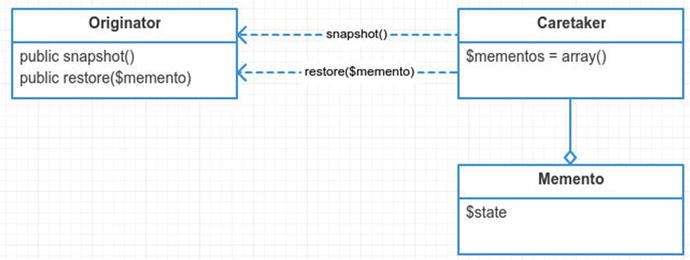 Originator
public snapshot()
public restore($memento)
snapshot()
restore($memento)
Caretaker
$mementos = array()
Memento
$state